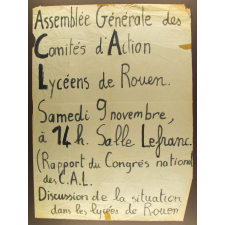 Assemblée Générale des
Comités d'Action
Lycéens de Rouen.
Samedi 9 novembre,
à 14h. Salle Lefranc.
(Rapport du Congrès national
des C.A.L.
Discussion de la situation
dans les lycées de Rouen